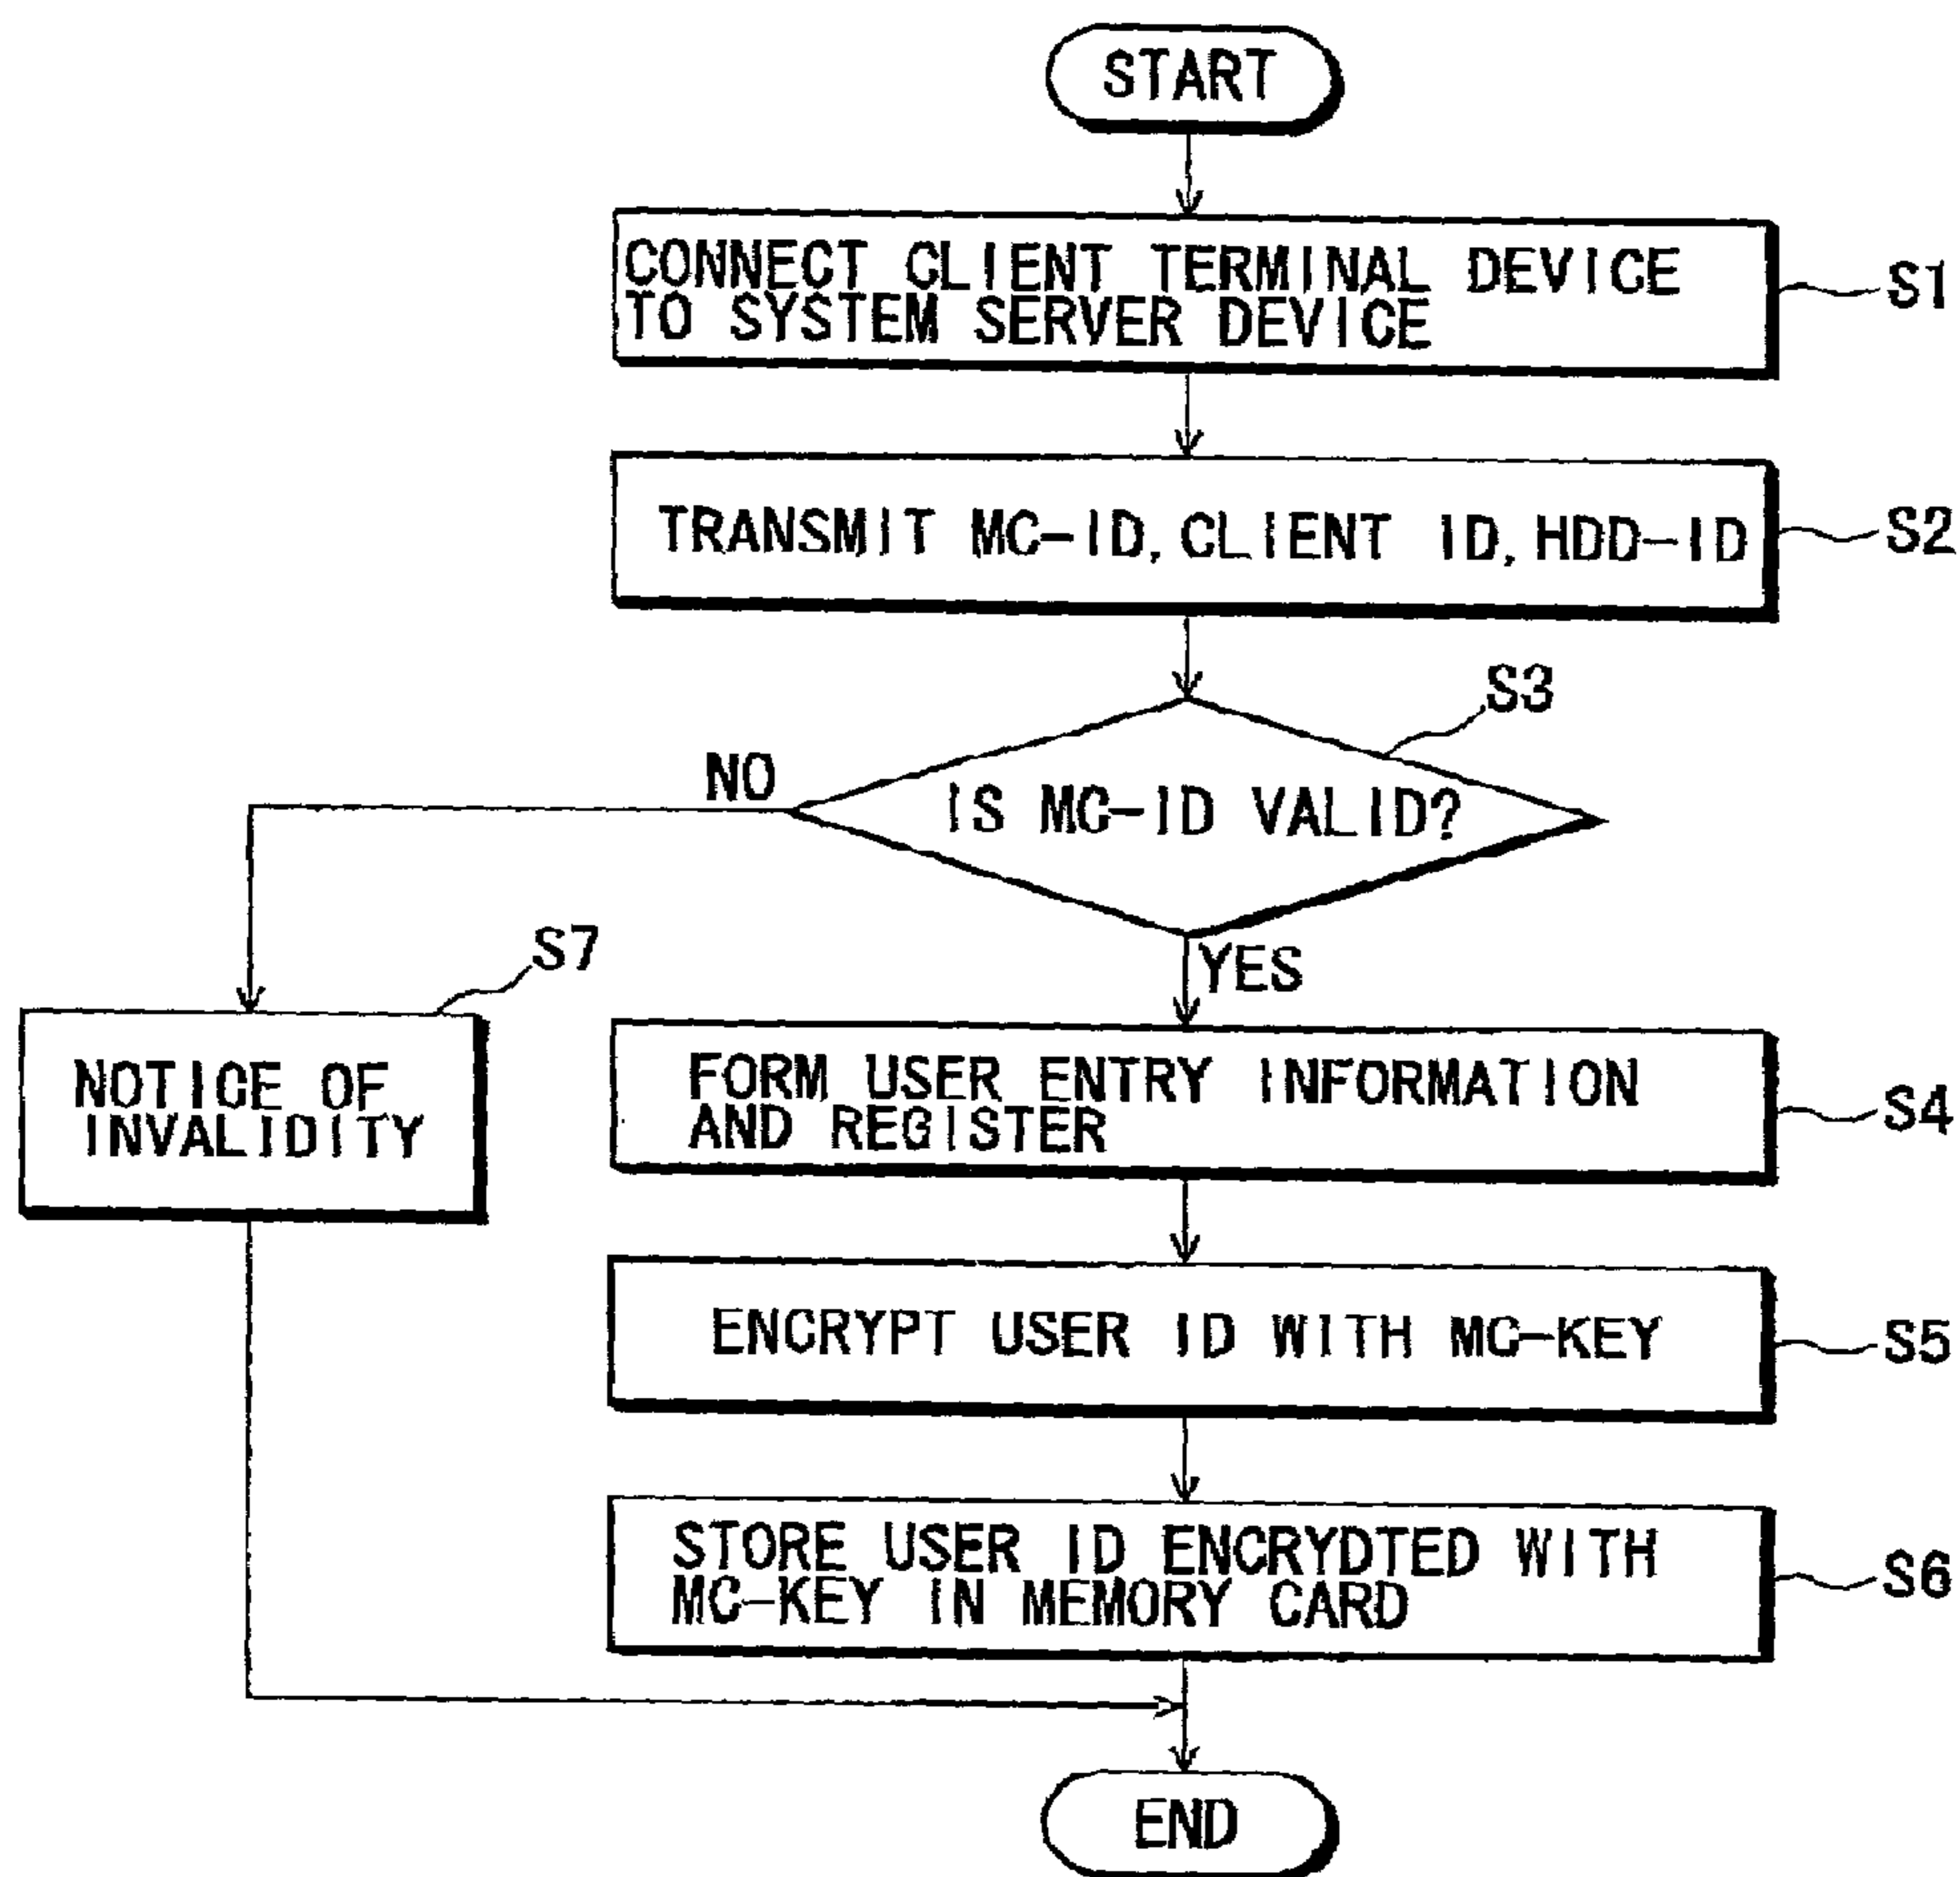 START
CONNECT CLIENT TERMINAL DEVICE
TO SYSTEM SERVER DEVICE
S1
TRANSMIT MC-ID, CLIENT ID, HDD-ID
S2
S3
IS MC-ID VALID?
NO
YES
S7
NOTICE OF
INVALIDITY
FORM USER ENTRY INFORMATION
AND REGISTER
S4
ENCRYPT USER ID WITH MC-KEY
S5
STORE USER ID ENCRYDTED WITH
MC-KEY IN MEMORY CARD
S6
END